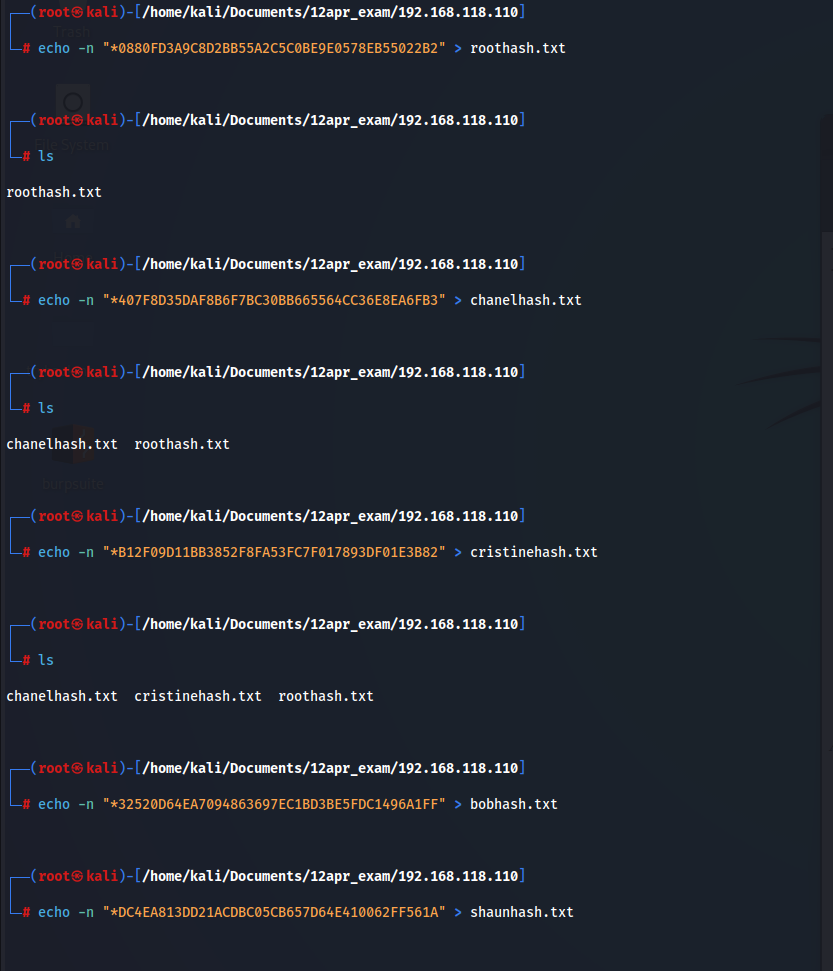 (root㉿kali)-[/home/kali/Documents/12apr_exam/192.168.118.110]
# echo -n "*0880FD3A9C8D2BB55A2C5C0BE9E0578EB55022B2" > roothash.txt
(root㉿kali)-[/home/kali/Documents/12apr_exam/192.168.118.110]
# ls
roothash.txt
(root㉿kali)-[/home/kali/Documents/12apr_exam/192.168.118.110]
# echo -n "*407F8D35DAF8B6F7BC30BB665564CC36E8EA6FB3" > chanelhash.txt
(root㉿kali)-[/home/kali/Documents/12apr_exam/192.168.118.110]
# ls
chanelhash.txt  roothash.txt
(root㉿kali)-[/home/kali/Documents/12apr_exam/192.168.118.110]
# echo -n "*B12F09D11BB3852F8FA53FC7F017893DF01E3B82" > cristinehash.txt
(root㉿kali)-[/home/kali/Documents/12apr_exam/192.168.118.110]
# ls
chanelhash.txt  cristinehash.txt  roothash.txt
(root㉿kali)-[/home/kali/Documents/12apr_exam/192.168.118.110]
# echo -n "*32520D64EA7094863697EC1BD3BE5FDC1496A1FF" > bobhash.txt
(root㉿kali)-[/home/kali/Documents/12apr_exam/192.168.118.110]
# echo -n "*DC4EA813DD21ACDBC05CB657D64E410062FF561A" > shaunhash.txt